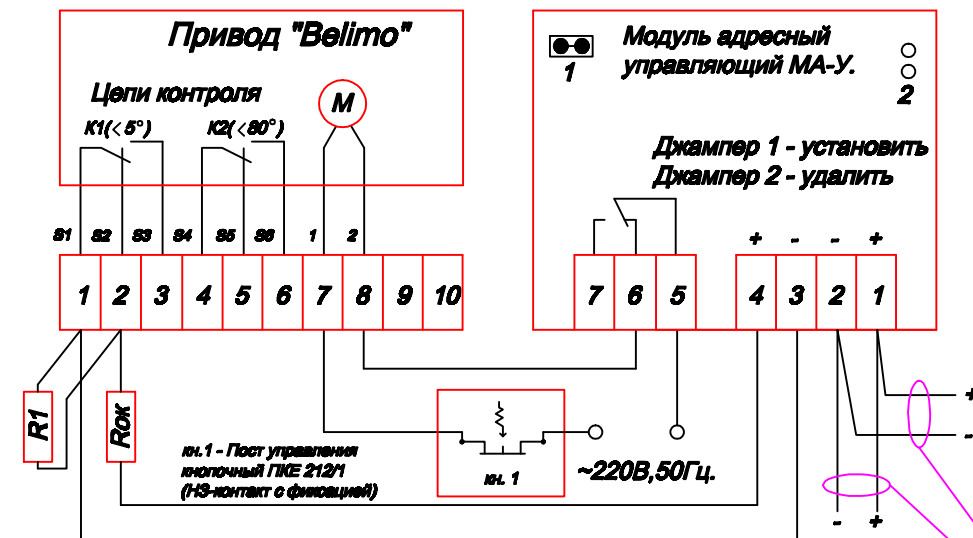 Привод "Belimo"
Цепи контроля
М
К1(<5°)
К2(<80°)
S1 S2 S3 S4 S5 S6 1 2
1 2 3 4 5 6 7 8 9 10
R1
Rок
кн.1 - Пост управления
кнопочный ПКЕ 212/1
(НЗ-контакт с фиксацией)
кн. 1
~220В,50Гц.
1
Модуль адресный
управляющий МА-У.
2
Джампер 1 - установить
Джампер 2 - удалить
+ - - +
7 6 5 4 3 2 1
+
-
- +